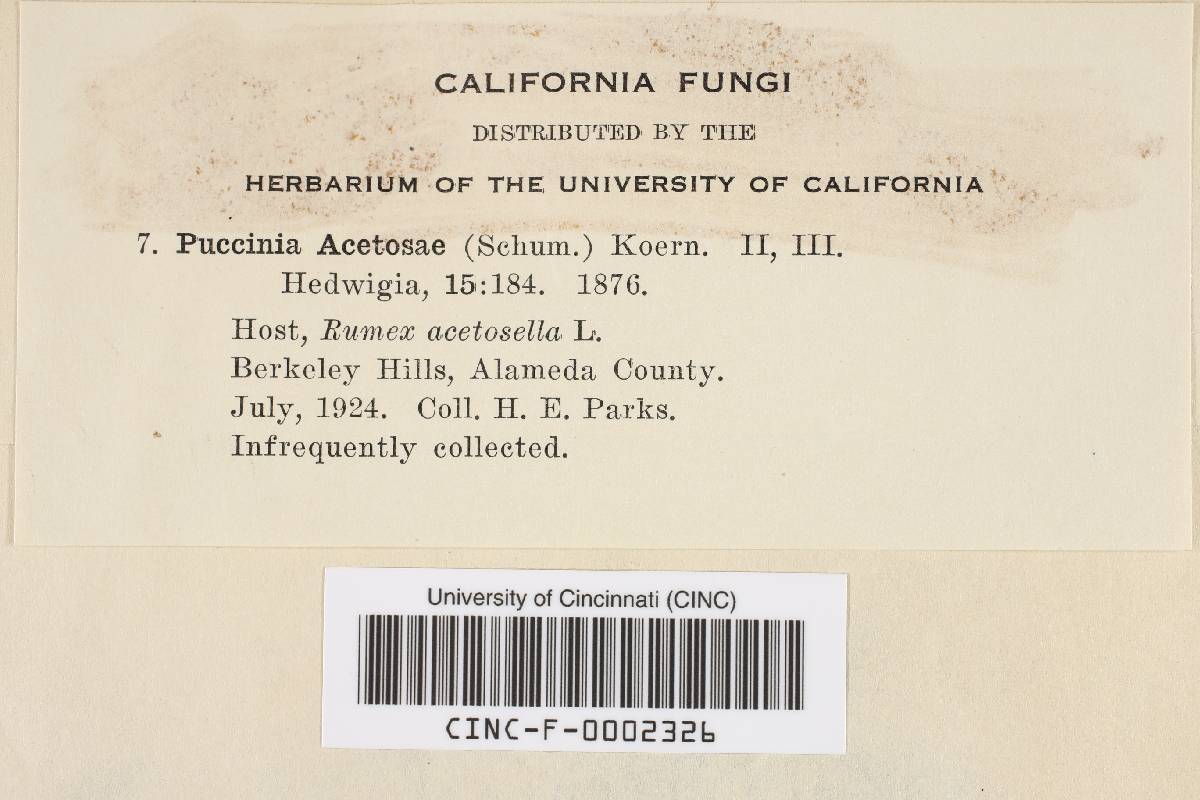 CALIFORNIA FUNGI
DISTRIBUTED BY THE
HERBARIUM OF THE UNIVERSITY OF CALIFORNIA
7. Puccinia Acetosae (Schum.) Koern. II, III.
Hedwigia, 15:184. 1876.
Host, Rumex acetosella L.
Berkeley Hills, Alameda County.
July, 1924. Coll. H. E. Parks.
Infrequently collected.
University of Cincinnati (CINC)
CINC-F-0002326